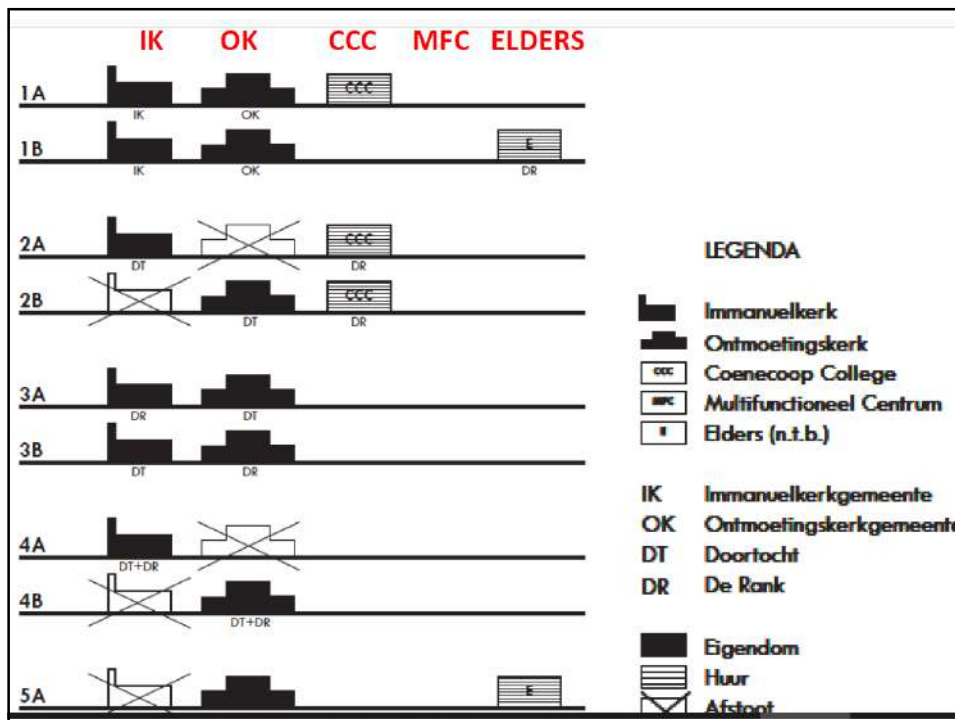 IK OK CCC MFC ELDERS
1A CCC
IK OK
1B E
IK OK DR
2A CCC
DT DR
2B CCC
DT DR
3A
DR DT
3B
DT DR
4A
DT+DR
4B
DT+DR
5A E
LEGENDA
Immanuelkerk
Ontmoetingskerk
CCC Coenecoop College
MFC Multifunctioneel Centrum
E Elders (n.t.b.)
IK Immanuelkerkgemeente
OK Ontmoetingskerkgemeente
DT Doortocht
DR De Rank
Eigendom
Huur
Afstoot